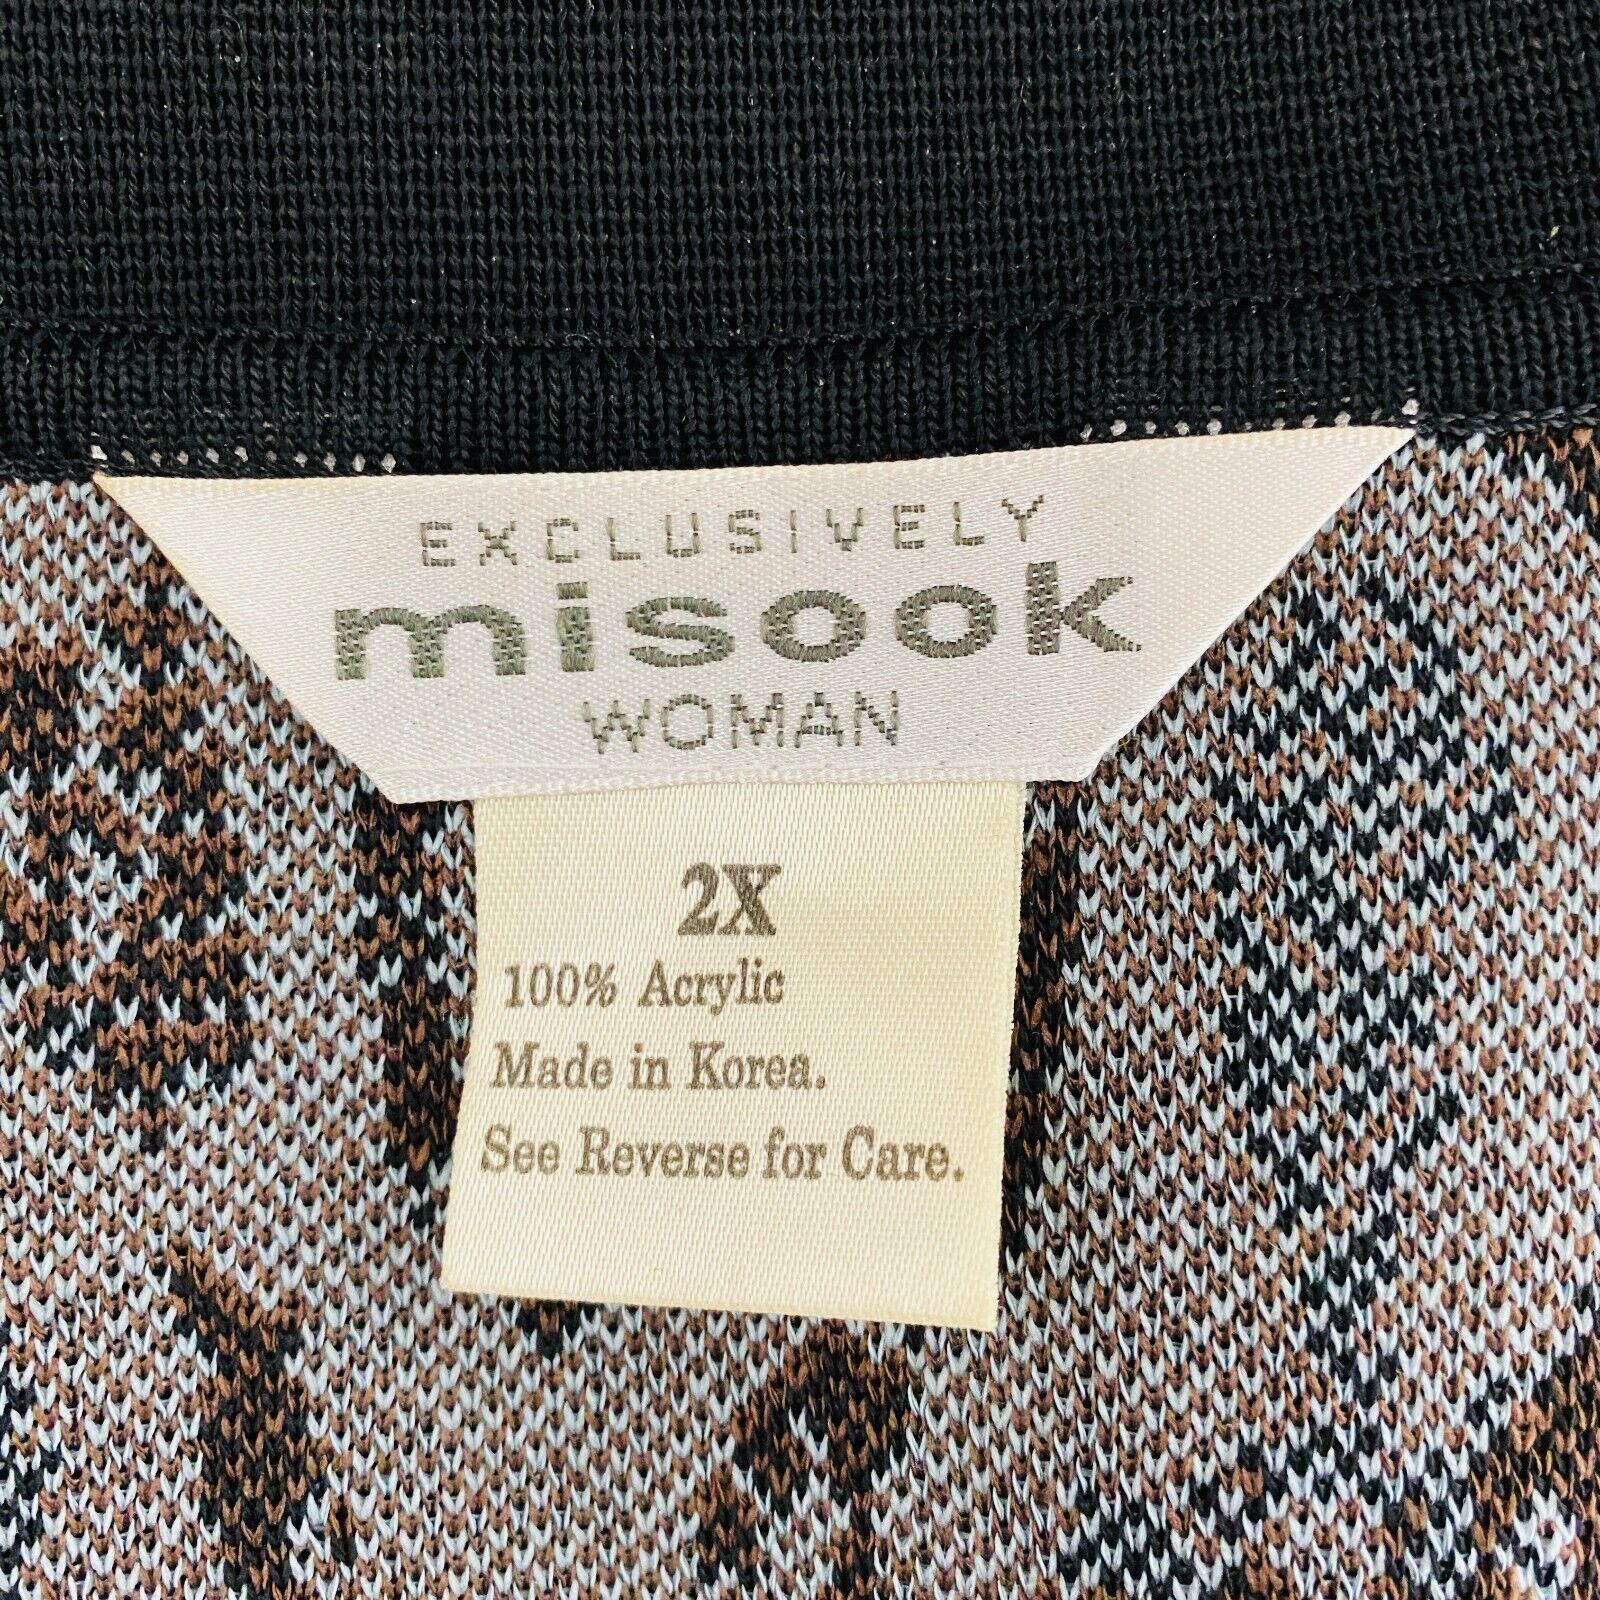 EXCLUSIVELY
misook
WOMAN
2X
100% Acrylic
Made in Korea.
See Reverse for Care.